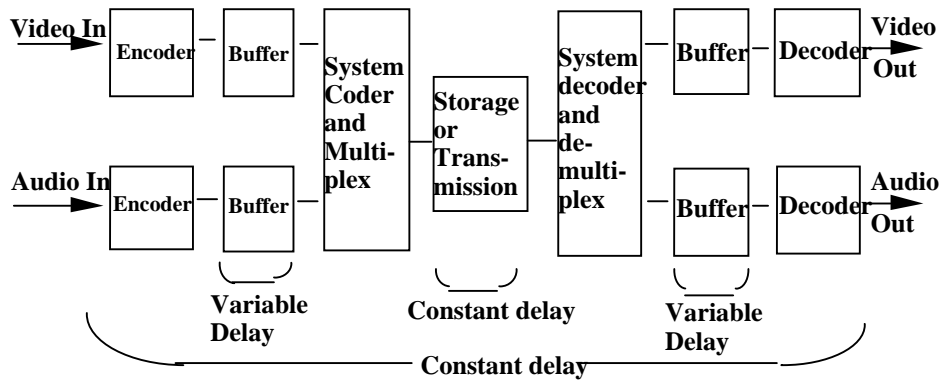 Video In
Encoder
Buffer
System
Coder
and
Multi-
plex
Storage
or
Trans-
mission
System
decoder
and
de-
multi-
plex
Buffer
Decoder
Video
Out
Audio In
Encoder
Buffer
Buffer
Decoder
Audio
Out
Variable
Delay
Constant delay
Variable
Delay
Constant delay